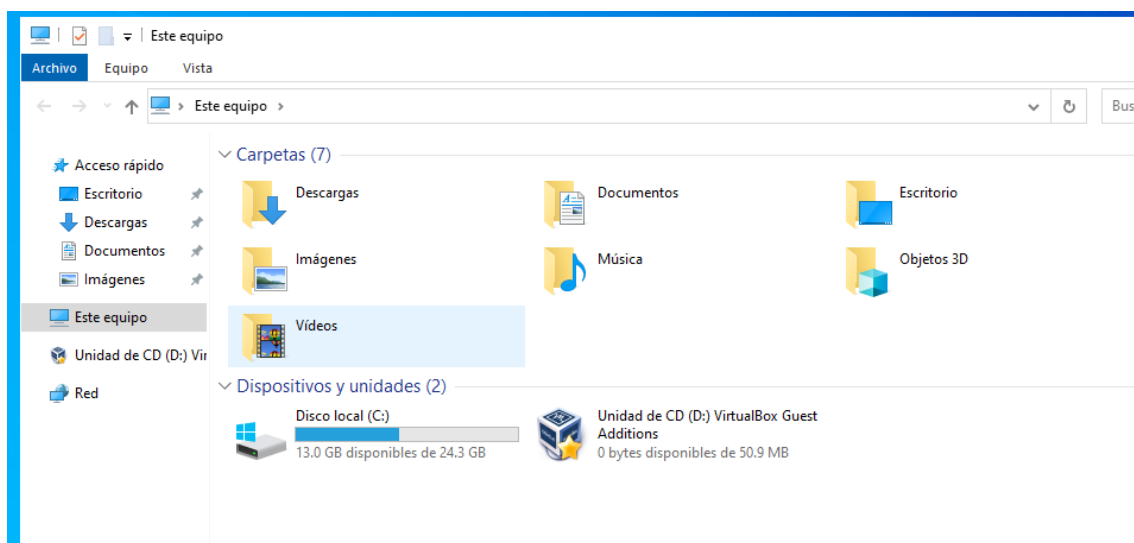 Este equipo
Archivo Equipo Vista
Este equipo
Bus
Acceso rápido
Escritorio
Descargas
Documentos
Imágenes
Este equipo
Unidad de CD (D:) Vir
Red
Carpetas (7)
Descargas Documentos Escritorio
Imágenes Música Objetos 3D
Vídeos
Dispositivos y unidades (2)
Disco local (C:)
13.0 GB disponibles de 24.3 GB
Unidad de CD (D:) VirtualBox Guest
Additions
0 bytes disponibles de 50.9 MB